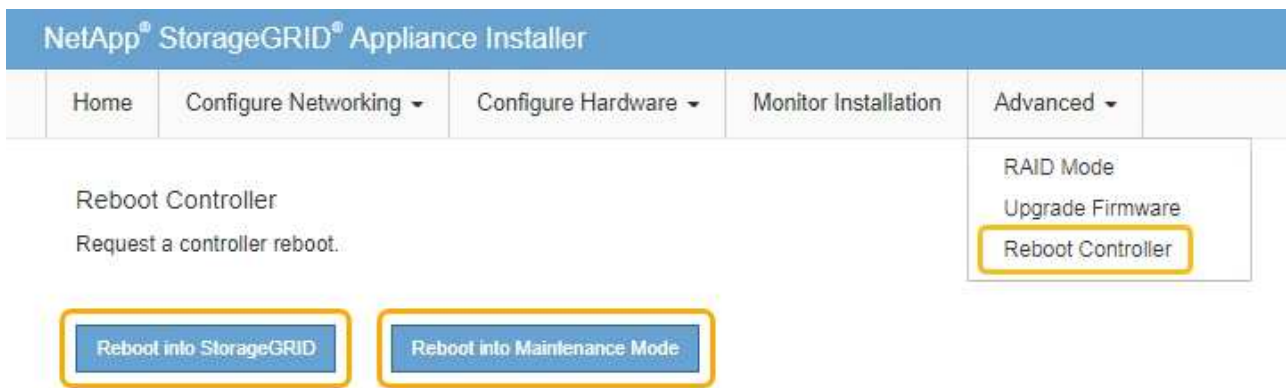 NetApp® StorageGRID® Appliance Installer
Home Configure Networking Configure Hardware Monitor Installation Advanced
RAID Mode
Upgrade Firmware
Reboot Controller
Reboot Controller
Request a controller reboot.
Reboot into StorageGRID Reboot into Maintenance Mode